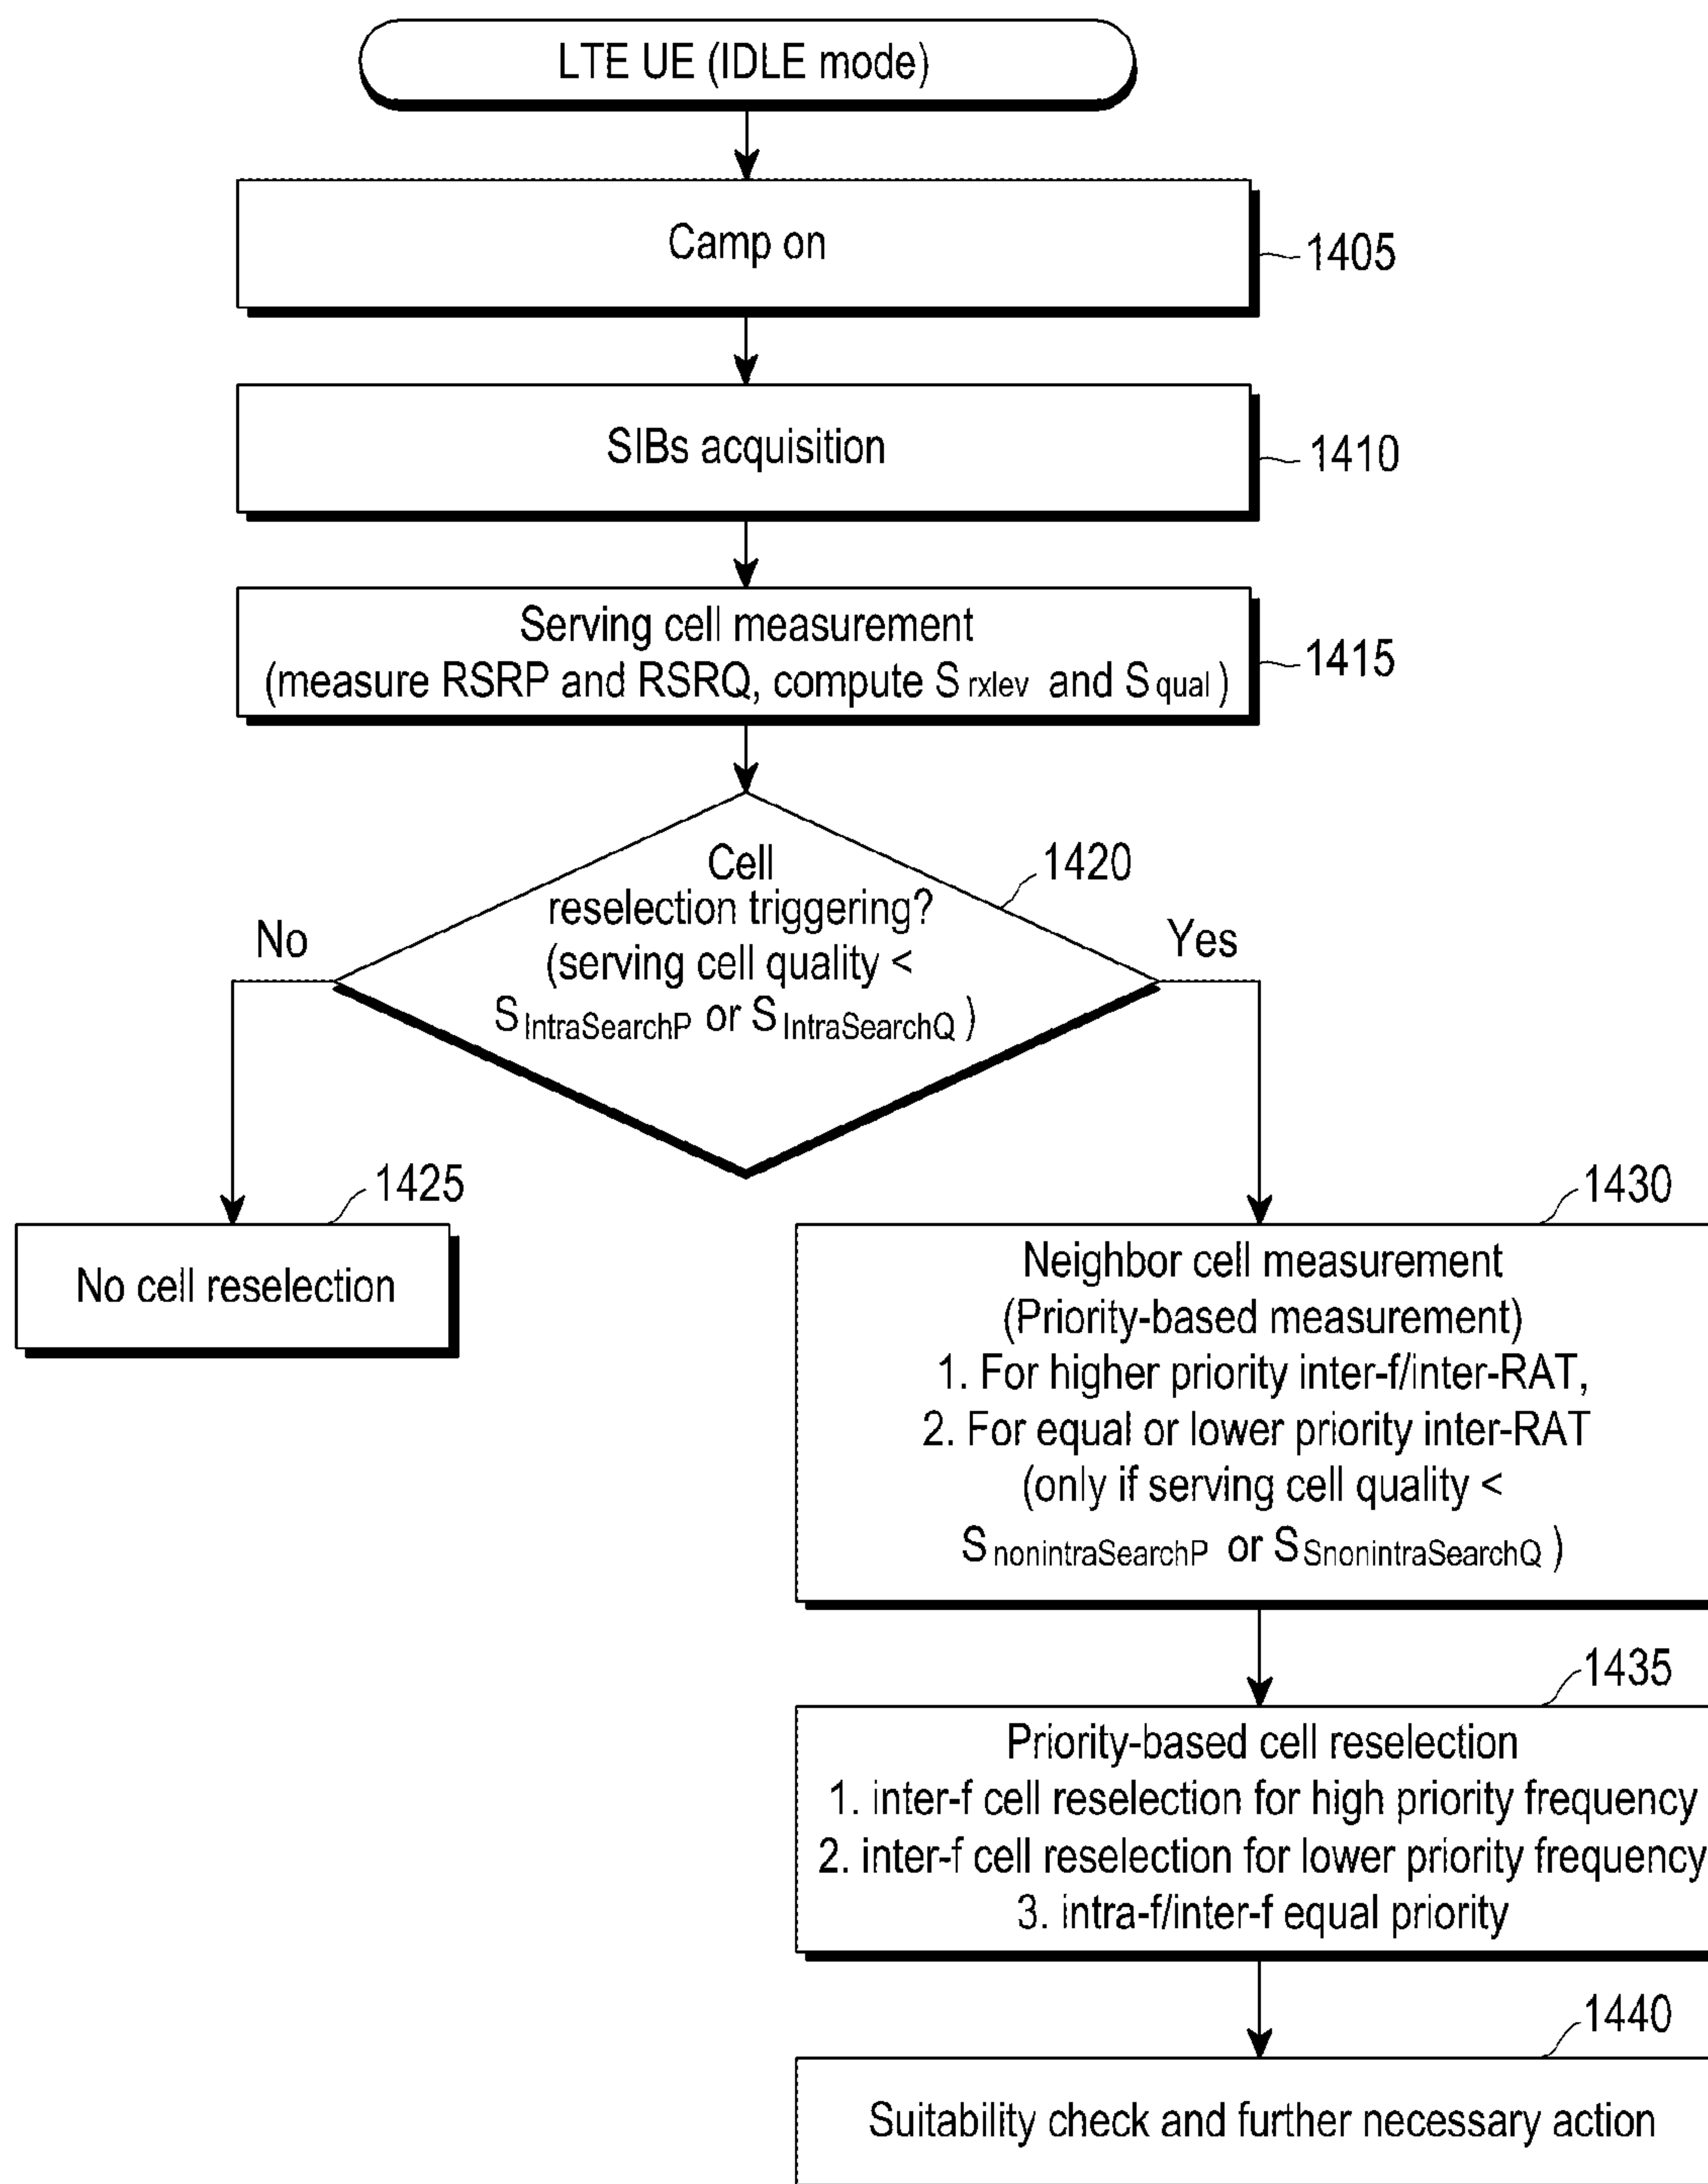 LTE UE (IDLE mode)
Camp on
1405
SIBs acquisition
1410
Serving cell measurement
(measure RSRP and RSRQ, compute S rxlev and S qual)
1415
Cell
reselection triggering?
(serving cell quality <
S IntraSearchP or S IntraSearchQ )
1420
No
Yes
1425
No cell reselection
1430
Neighbor cell measurement
(Priority-based measurement)
1. For higher priority inter-f/inter-RAT,
2. For equal or lower priority inter-RAT
(only if serving cell quality <
S nonintraSearchP or S SnonintraSearchQ )
1435
Priority-based cell reselection
1. inter-f cell reselection for high priority frequency
2. inter-f cell reselection for lower priority frequency
3. intra-f/inter-f equal priority
1440
Suitability check and further necessary action